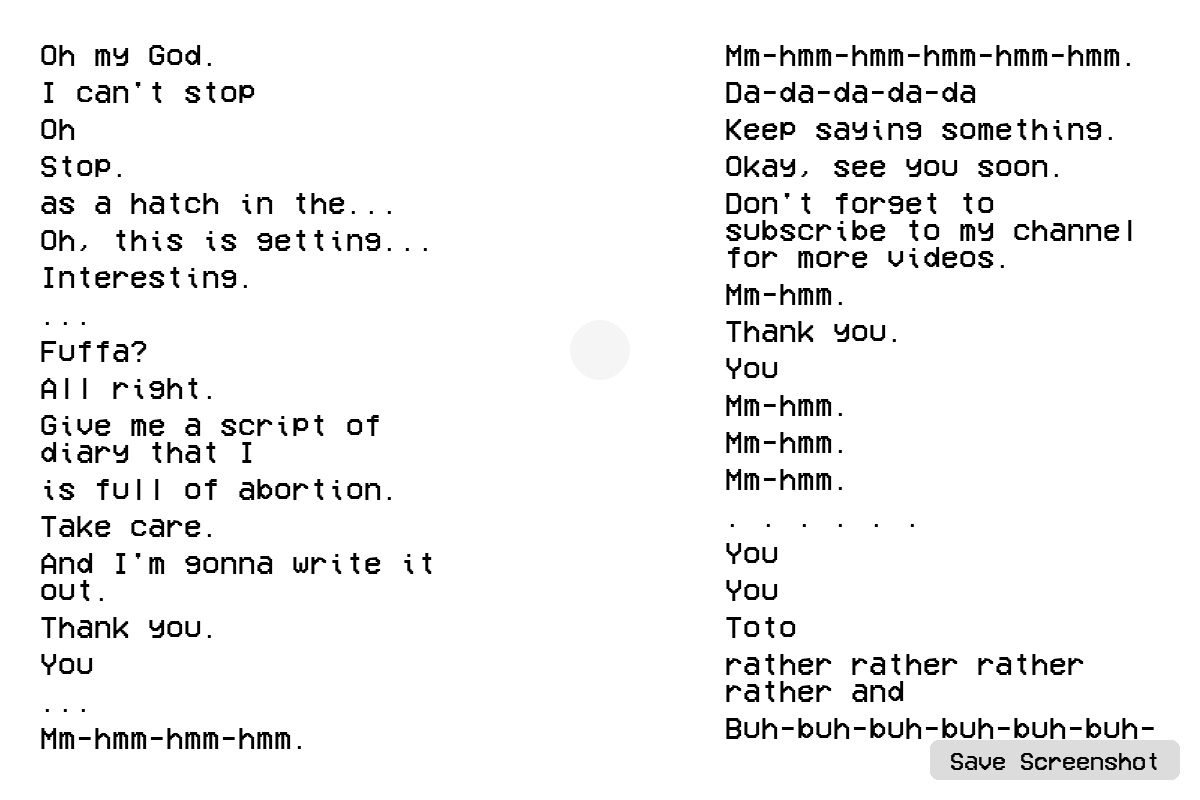 Oh my God.
I can't stop
Oh
Stop.
as a hatch in the...
Oh, this is getting...
Interesting.
...
Fuffa?
All right.
Give me a script of
diary that I
is full of abortion.
Take care.
And I'm gonna write it
out.
Thank you.
You
...
Mm-hmm-hmm-hmm.
Mm-hmm-hmm-hmm-hmm-hmm.
Da-da-da-da-da
Keep saying something.
Okay, see you soon.
Don't forget to
subscribe to my channel
for more videos.
Mm-hmm.
Thank you.
You
Mm-hmm.
Mm-hmm.
Mm-hmm.
. . . . . .
You
You
Toto
rather rather rather
rather and
Buh-buh-buh-buh-buh-buh-
Save Screenshot